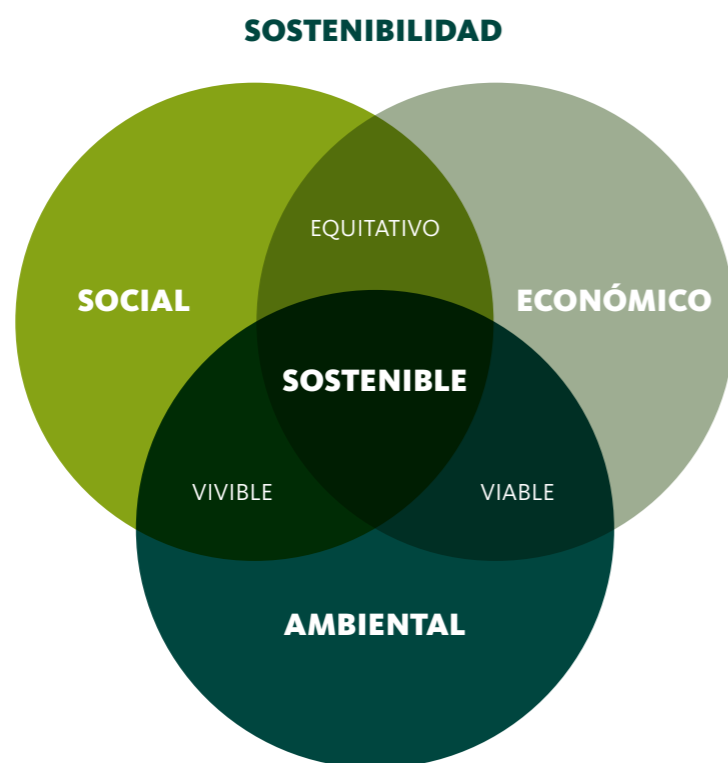 SOSTENIBILIDAD
EQUITATIVO
SOCIAL
ECONÓMICO
SOSTENIBLE
VIVIBLE
VIABLE
AMBIENTAL